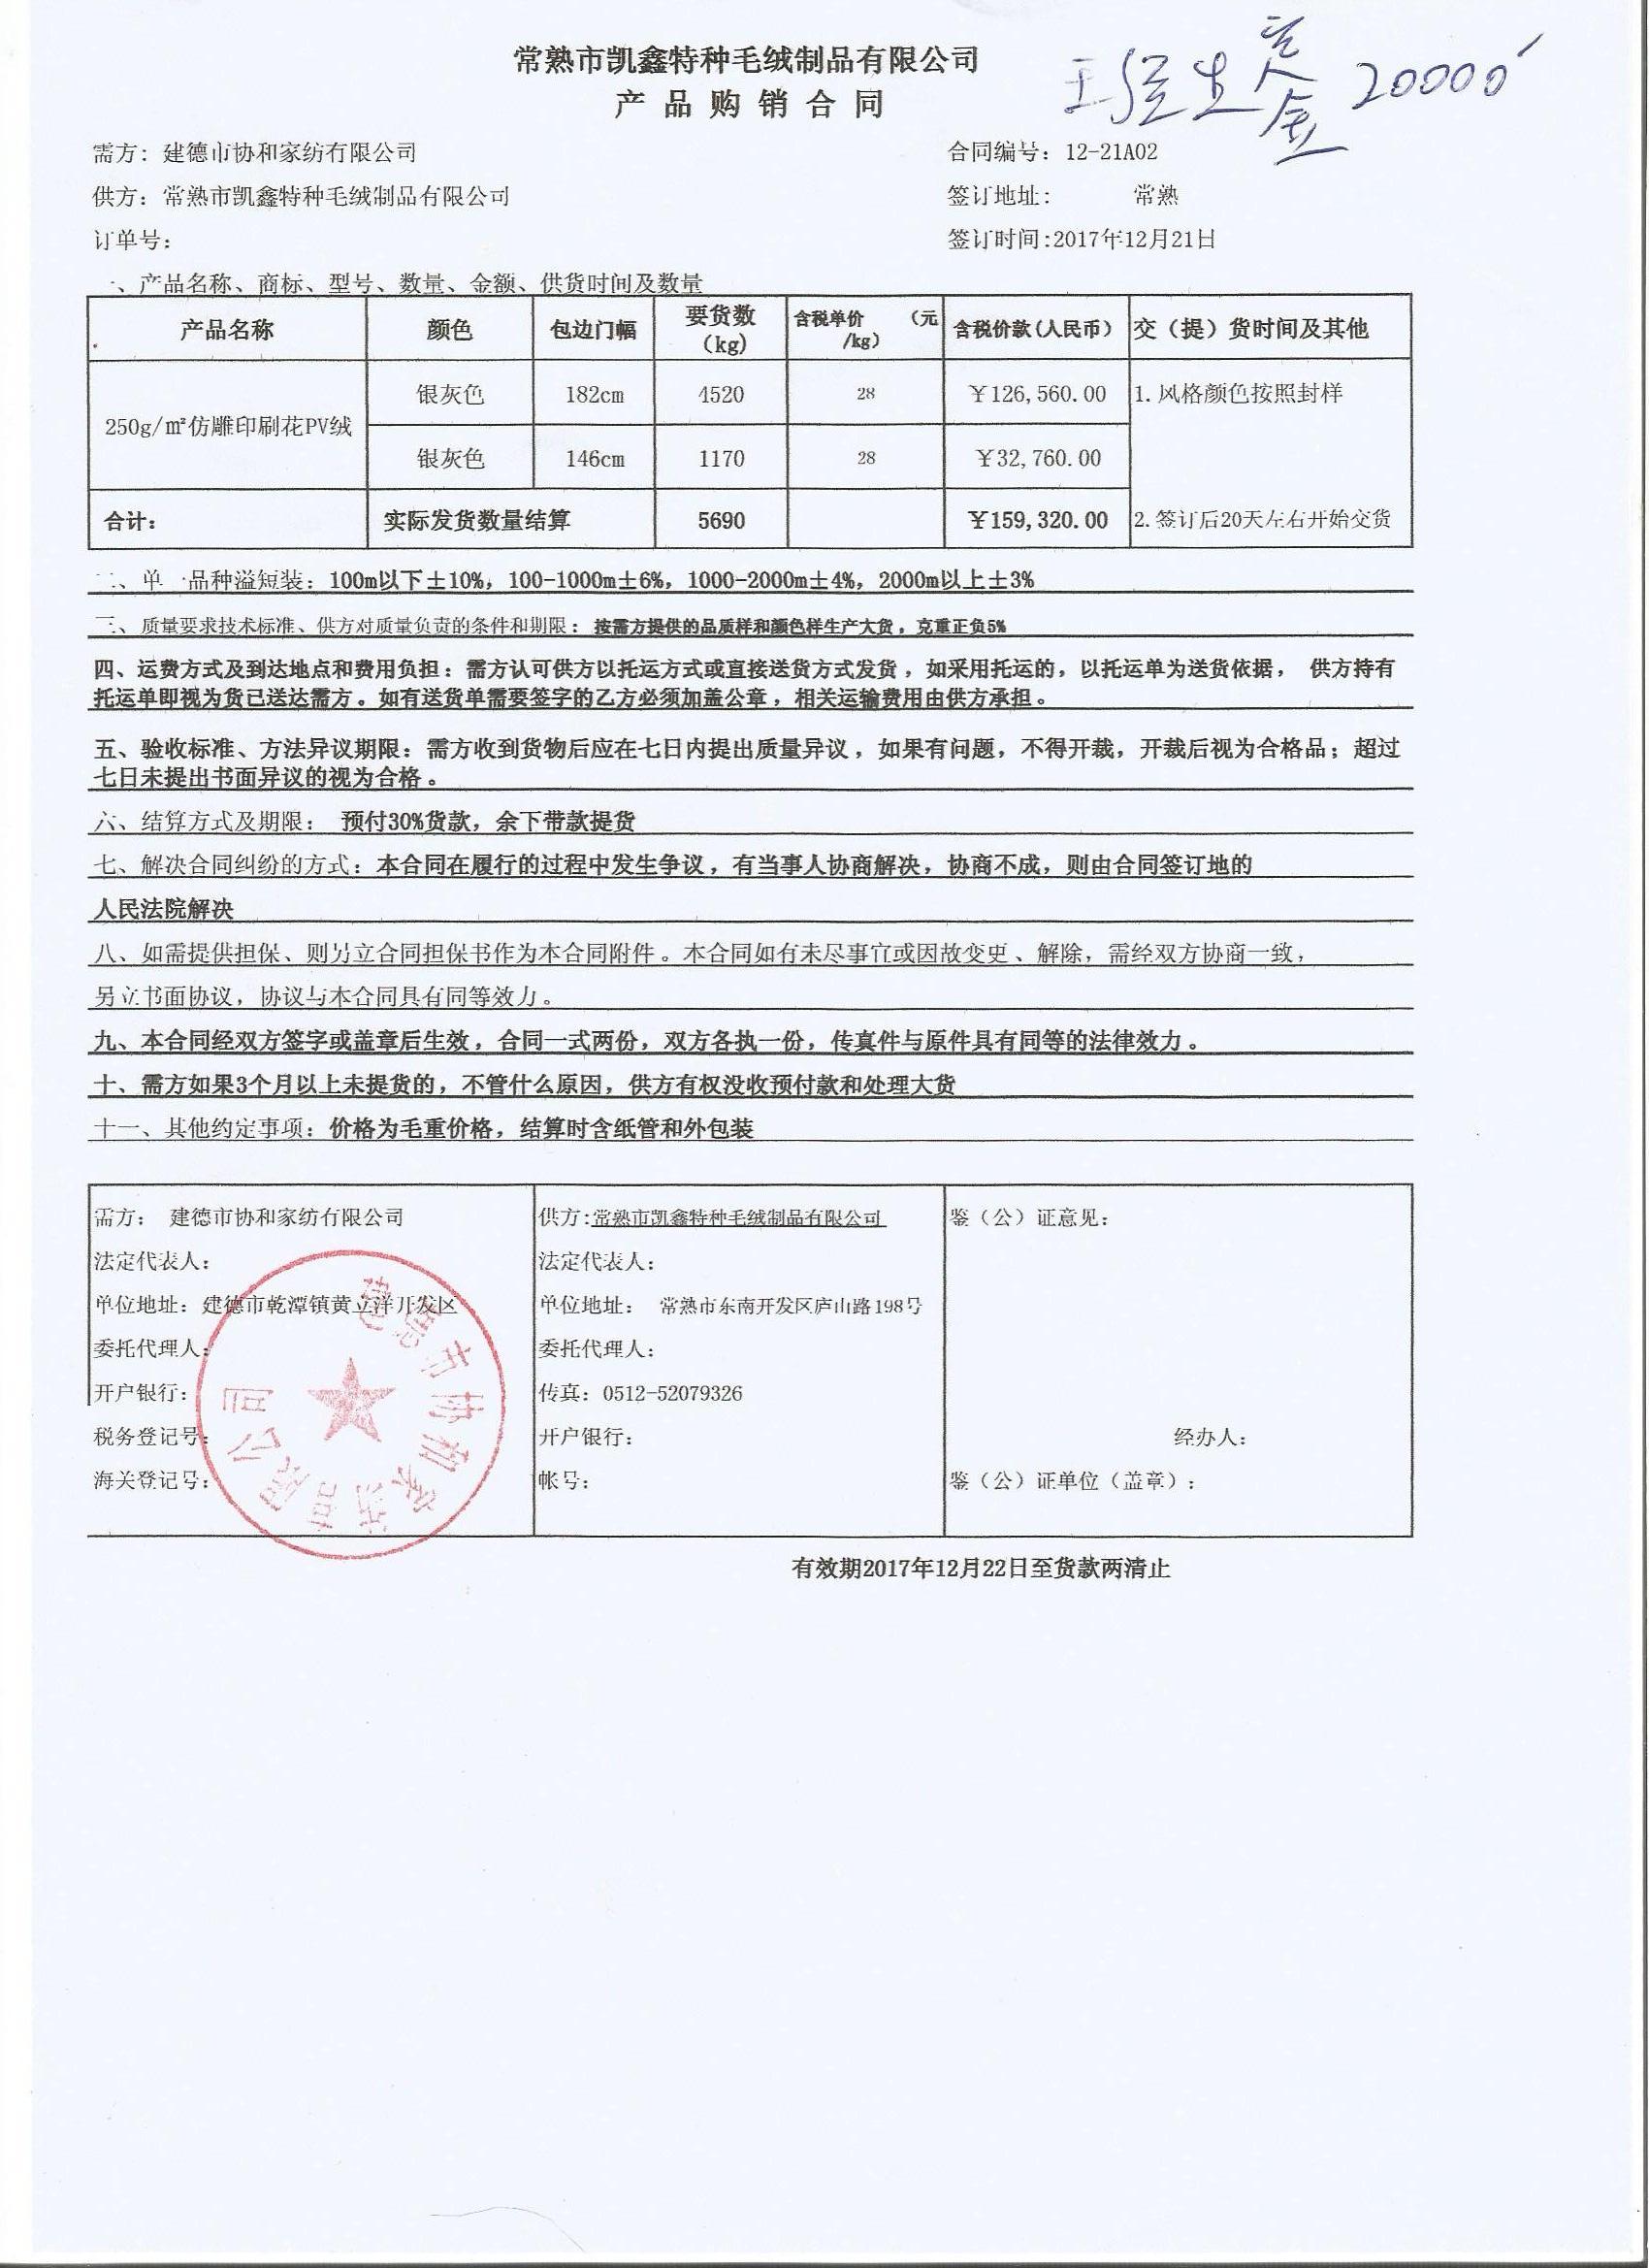 常熟市凯鑫特种毛绒制品有限公司
产品购销合同
王 生 定金 20000
需方: 建德市协和家纺有限公司
合同编号: 12-21A02
供方: 常熟市凯鑫特种毛绒制品有限公司
签订地址: 常熟
订单号:
签订时间:2017年12月21日
一、产品名称、商标、型号、数量、金额、供货时间及数量
产品名称 颜色 包边门幅 要货数(kg) 含税单价 (元/kg) 含税价款(人民币) 交(提)货时间及其他
250g/㎡仿雕印刷花PV绒 银灰色 182cm 4520 28 ¥126,560.00 1.风格颜色按照封样
银灰色 146cm 1170 28 ¥32,760.00
合计: 实际发货数量结算 5690 ¥159,320.00 2.签订后20天左右开始交货
二、单一品种溢短装: 100m以下±10%, 100-1000m±6%, 1000-2000m±4%, 2000m以上±3%
三、质量要求技术标准、供方对质量负责的条件和期限: 按需方提供的品质样和颜色样生产大货,克重正负5%
四、运费方式及到达地点和费用负担: 需方认可供方以托运方式或直接送货方式发货,如采用托运的,以托运单为送货依据, 供方持有
托运单即视为货已送达需方。如有送货单需要签字的乙方必须加盖公章,相关运输费用由供方承担。
五、验收标准、方法异议期限: 需方收到货物后应在七日内提出质量异议,如果有问题,不得开裁,开裁后视为合格品;超过
七日未提出书面异议的视为合格。
六、结算方式及期限: 预付30%货款,余下带款提货
七、解决合同纠纷的方式: 本合同在履行的过程中发生争议,有当事人协商解决,协商不成,则由合同签订地的
人民法院解决
八、如需提供担保、则另立合同担保书作为本合同附件。本合同如有未尽事宜或因故变更、解除,需经双方协商一致,
另立书面协议,协议与本合同具有同等效力。
九、本合同经双方签字或盖章后生效,合同一式两份,双方各执一份,传真件与原件具有同等的法律效力。
十、需方如果3个月以上未提货的,不管什么原因,供方有权没收预付款和处理大货
十一、其他约定事项: 价格为毛重价格,结算时含纸管和外包装
需方: 建德市协和家纺有限公司
法定代表人:
单位地址: 建德市乾潭镇黄立洋开发区
委托代理人:
开户银行:
税务登记号:
海关登记号:
建德市协和家纺有限公司
供方:常熟市凯鑫特种毛绒制品有限公司
法定代表人:
单位地址: 常熟市东南开发区庐山路198号
委托代理人:
传真: 0512-52079326
开户银行:
帐号:
鉴(公)证意见:
经办人:
鉴(公)证单位(盖章):
有效期2017年12月22日至货款两清止